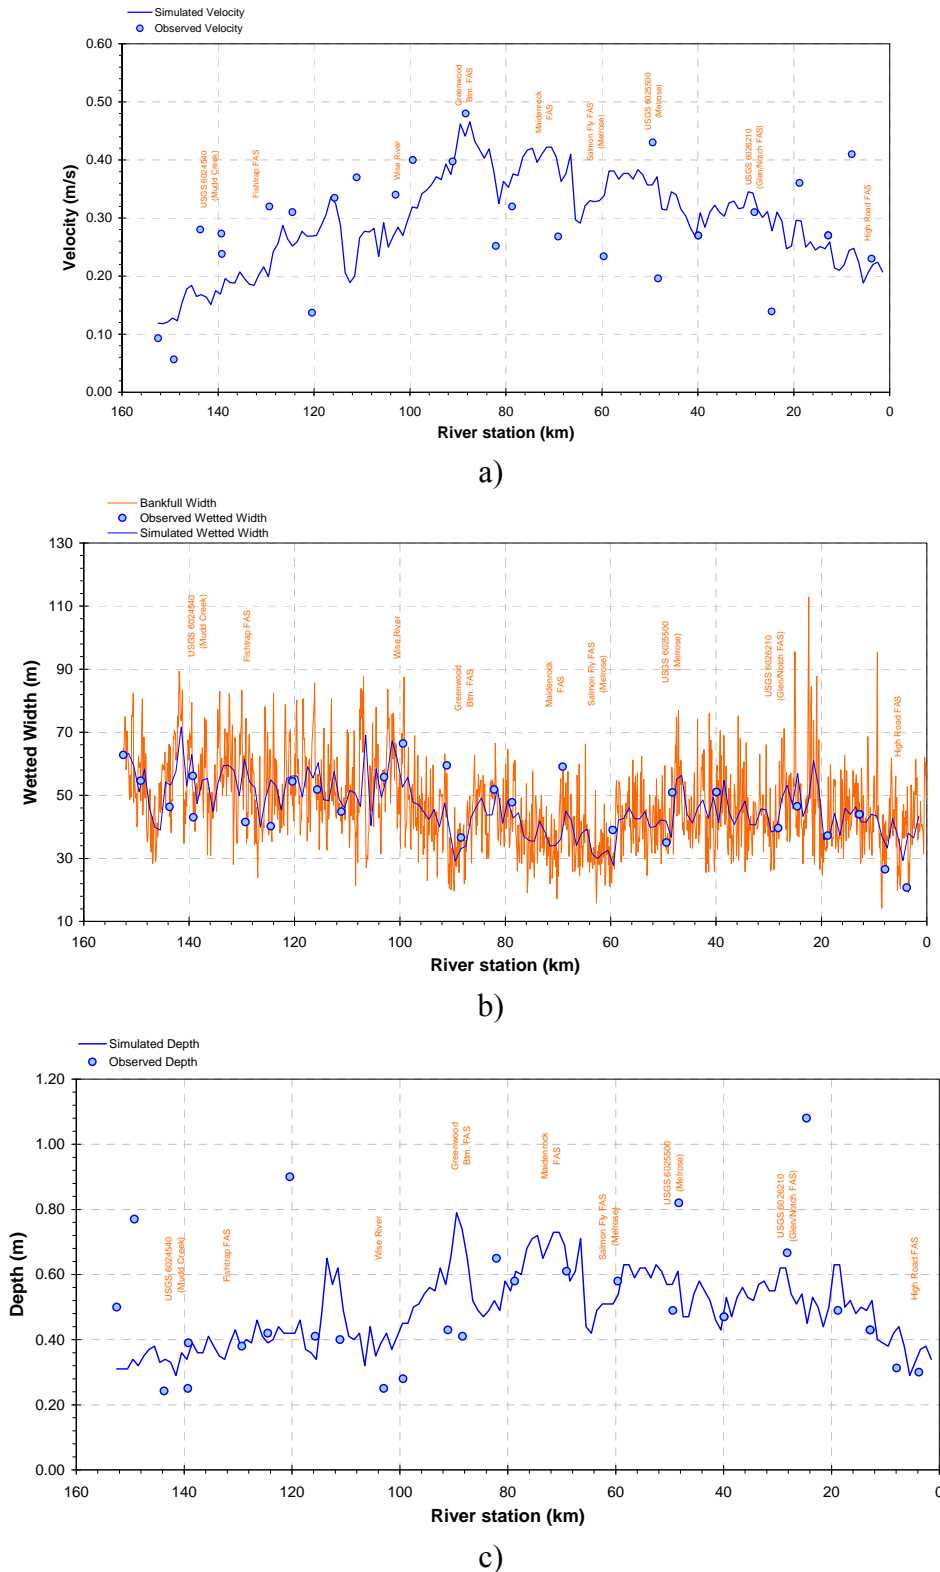 Simulated Velocity
Observed Velocity
0.60
0.50
0.40
0.30
0.20
0.10
0.00
Velocity (m/s)
USGS 6024540
(Mudd Creek)
Fishtrap FAS
Wise River
Greenwood
Btm. FAS
Maidenrock
FAS
Salmon Fly FAS
(Melrose)
USGS 6025500
(Melrose)
USGS 6026210
(Glen/Notch FAS)
High Road FAS
160 140 120 100 80 60 40 20 0
River station (km)
a)
Bankfull Width
Observed Wetted Width
Simulated Wetted Width
130
110
90
70
50
30
10
Wetted Width (m)
USGS 6024540
(Mudd Creek)
Fishtrap FAS
Wise River
Greenwood
Btm. FAS
Maidenrock
FAS
Salmon Fly FAS
(Melrose)
USGS 6025500
(Melrose)
USGS 6026210
(Glen/Notch FAS)
High Road FAS
160 140 120 100 80 60 40 20 0
River station (km)
b)
Simulated Depth
Observed Depth
1.20
1.00
0.80
0.60
0.40
0.20
0.00
Depth (m)
USGS 6024540
(Mudd Creek)
Fishtrap FAS
Wise River
Greenwood
Btm. FAS
Maidenrock
FAS
Salmon Fly FAS
(Melrose)
USGS 6025500
(Melrose)
USGS 6026210
(Glen/Notch FAS)
High Road FAS
160 140 120 100 80 60 40 20 0
River station (km)
c)